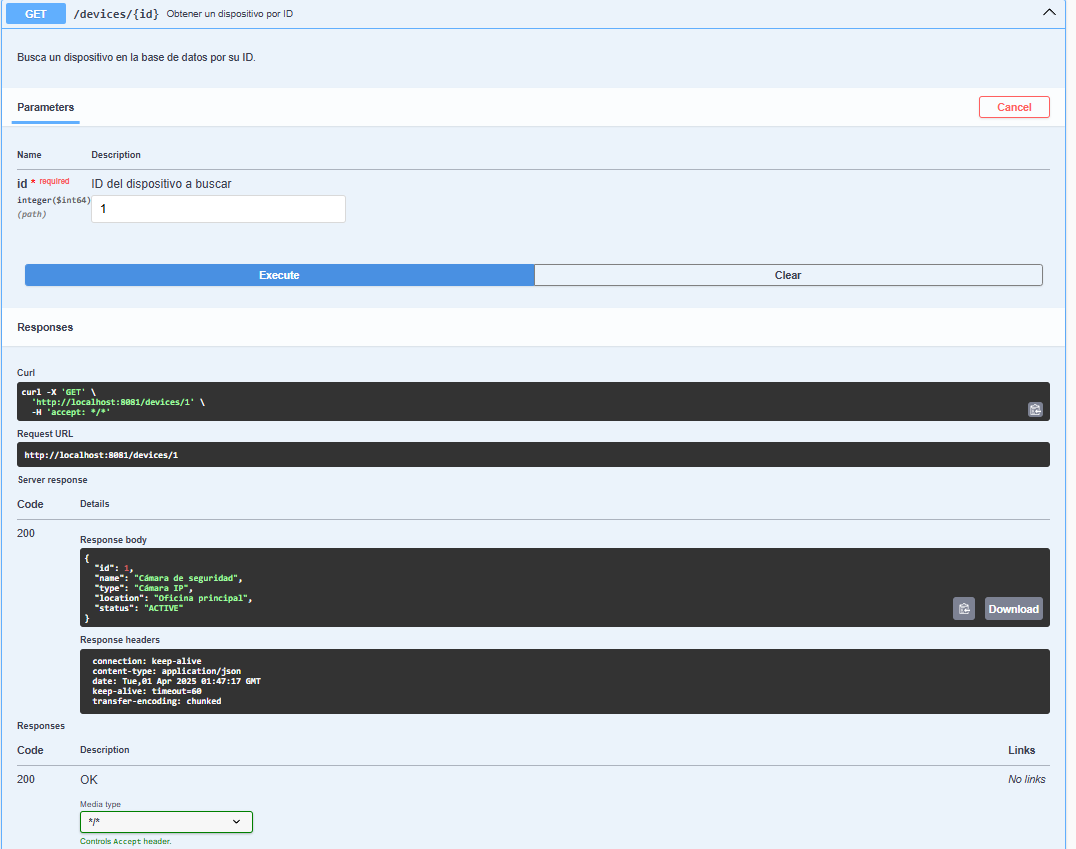 GET /devices/{id} Obtener un dispositivo por ID
Busca un dispositivo en la base de datos por su ID.
Parameters
Cancel
Name Description
id * required ID del dispositivo a buscar
integer($int64)
(path)
1
Execute Clear
Responses
Curl
curl -X 'GET' \
'http://localhost:8081/devices/1' \
-H 'accept: */*'
Request URL
http://localhost:8081/devices/1
Server response
Code Details
200
Response body
{
"id": 1,
"name": "Cámara de seguridad",
"type": "Cámara IP",
"location": "Oficina principal",
"status": "ACTIVE"
}
Download
Response headers
connection: keep-alive
content-type: application/json
date: Tue,01 Apr 2025 01:47:17 GMT
keep-alive: timeout=60
transfer-encoding: chunked
Responses
Code Description Links
200 OK No links
Media type
*/*
Controls Accept header.